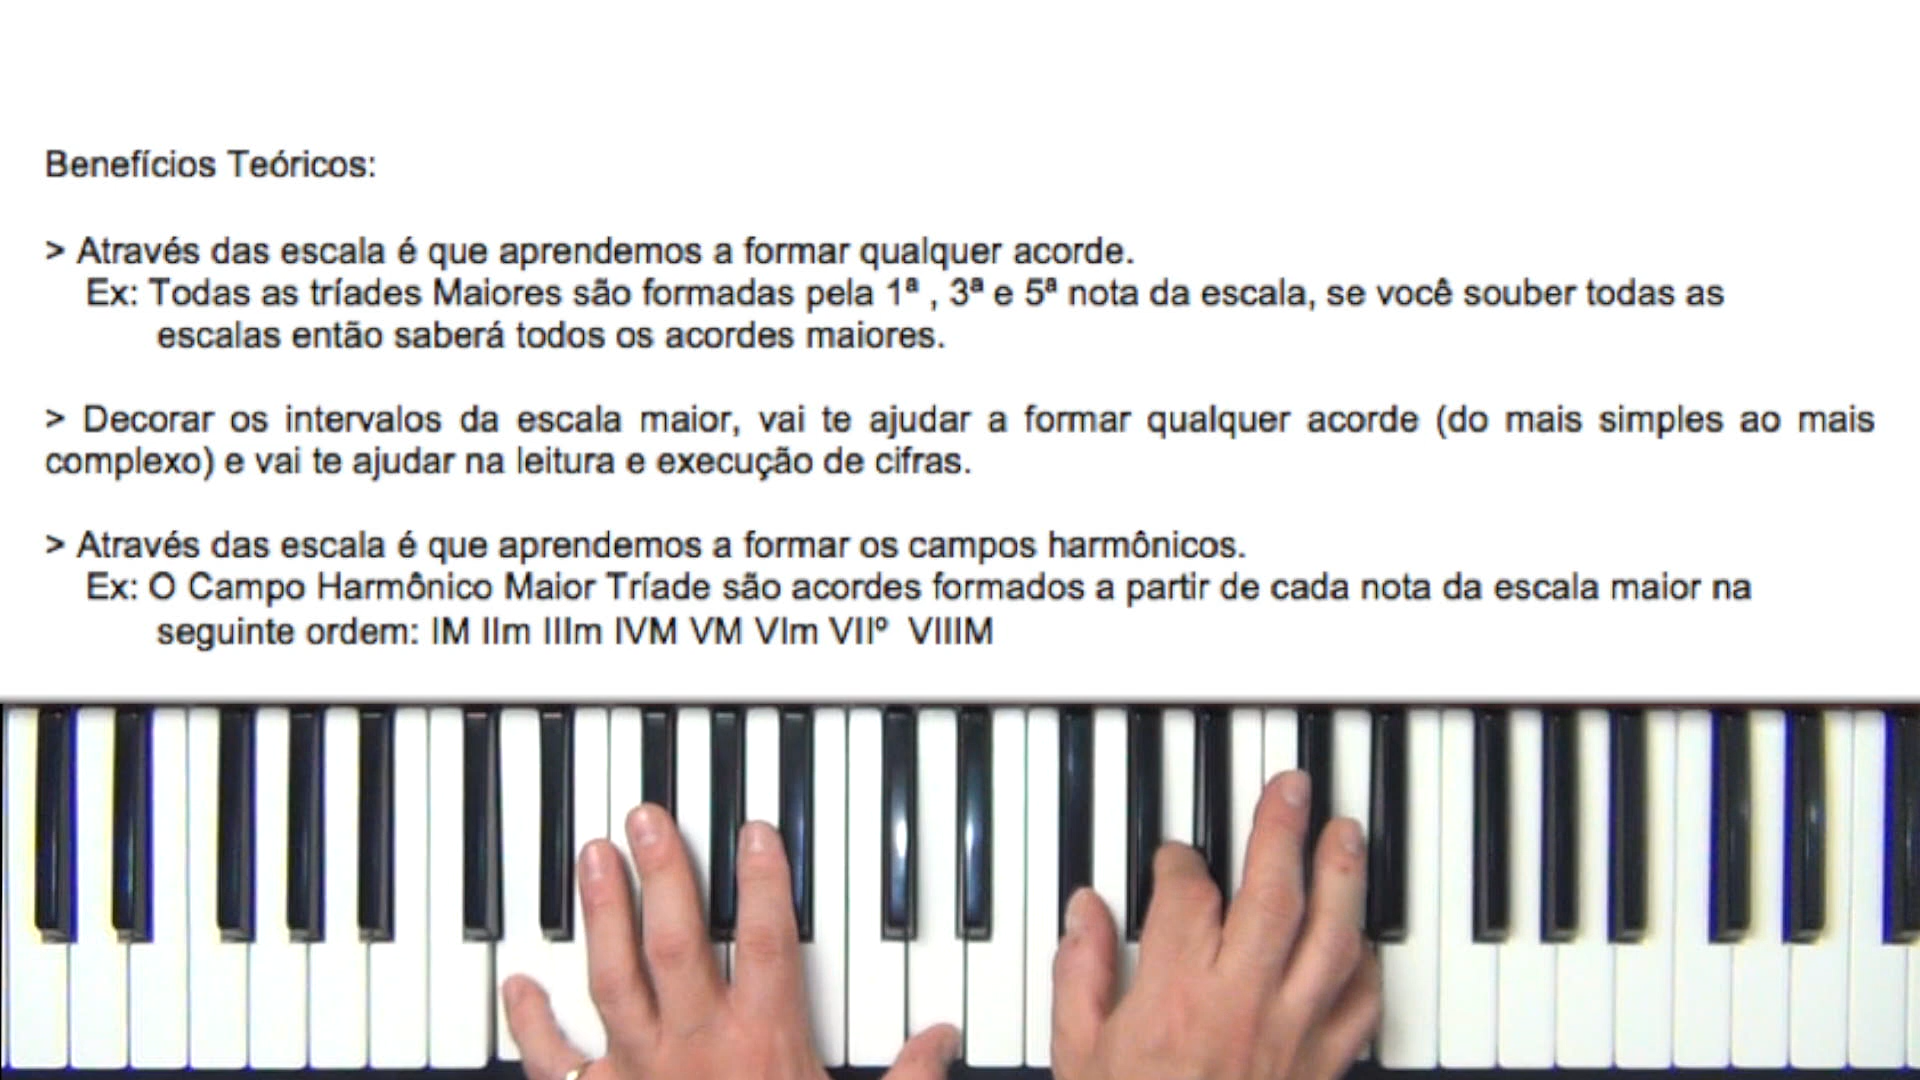 Benefícios Teóricos:
> Através das escala é que aprendemos a formar qualquer acorde.
Ex: Todas as tríades Maiores são formadas pela 1ª , 3ª e 5ª nota da escala, se você souber todas as
escalas então saberá todos os acordes maiores.
> Decorar os intervalos da escala maior, vai te ajudar a formar qualquer acorde (do mais simples ao mais
complexo) e vai te ajudar na leitura e execução de cifras.
> Através das escala é que aprendemos a formar os campos harmônicos.
Ex: O Campo Harmônico Maior Tríade são acordes formados a partir de cada nota da escala maior na
seguinte ordem: IM IIm IIIm IVM VM VIm VIIº VIIIM